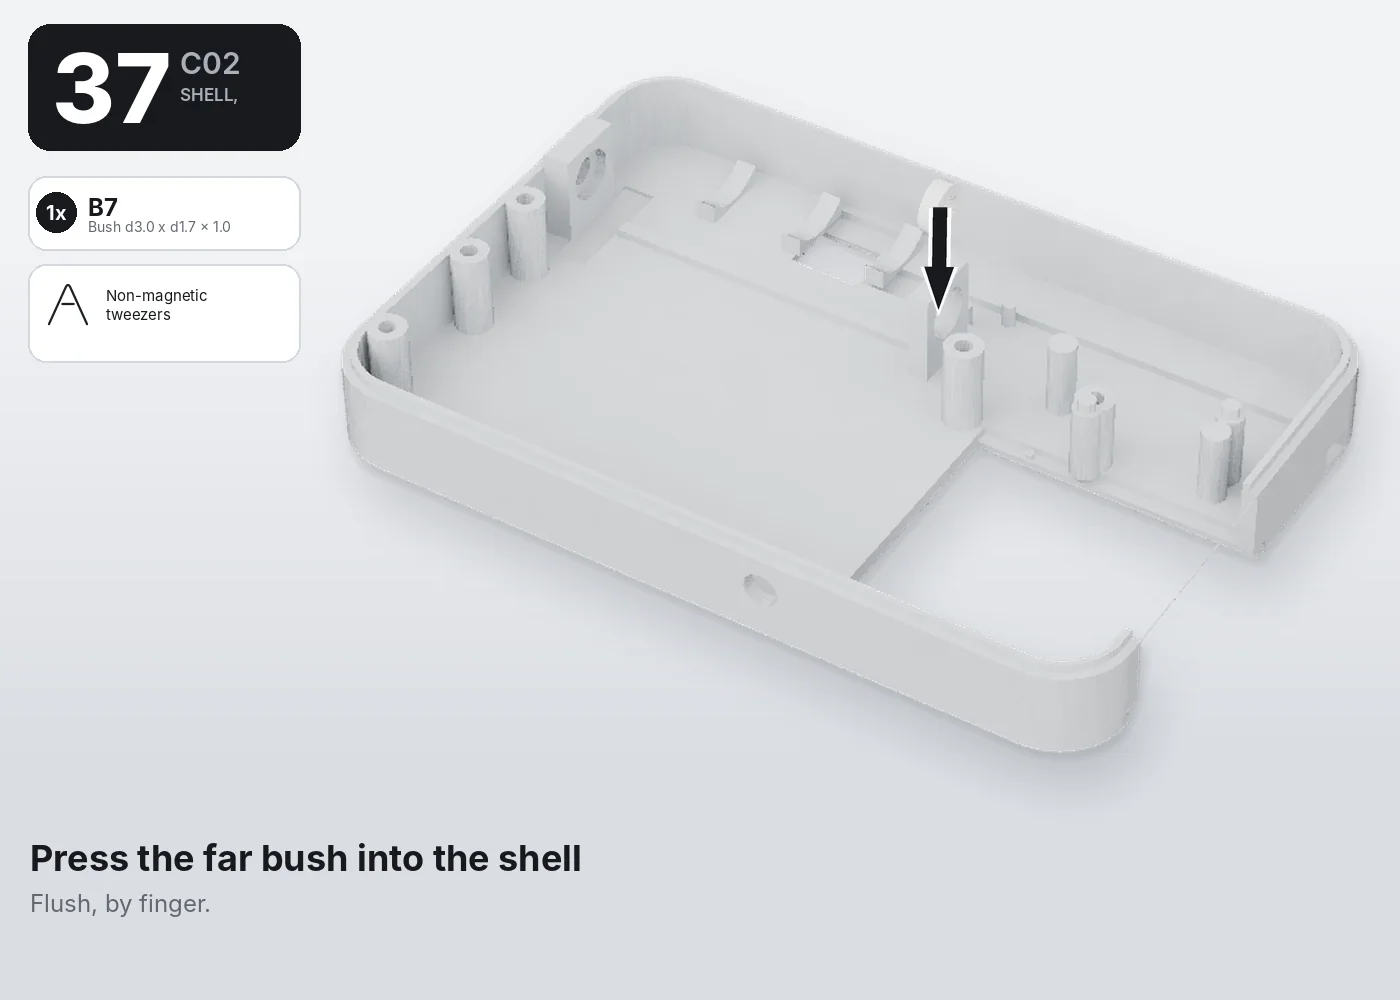 37
C02
SHELL,
1x
B7
Bush d3.0 x d1.7 × 1.0
Non-magnetic
tweezers
Press the far bush into the shell
Flush, by finger.